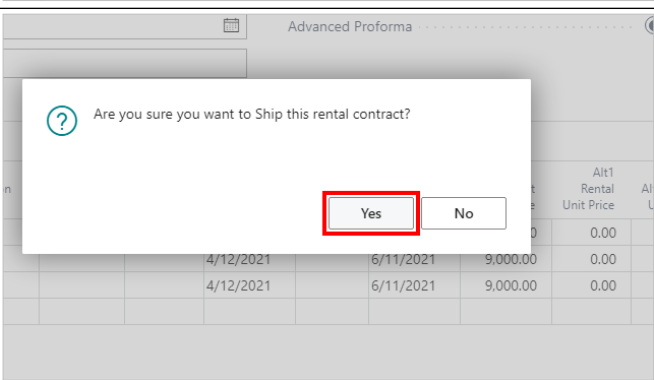 Advanced Proforma
Are you sure you want to Ship this rental contract?
Yes No
Alt1
Rental
Unit Price
0.00
4/12/2021 6/11/2021 9,000.00 0.00
4/12/2021 6/11/2021 9,000.00 0.00